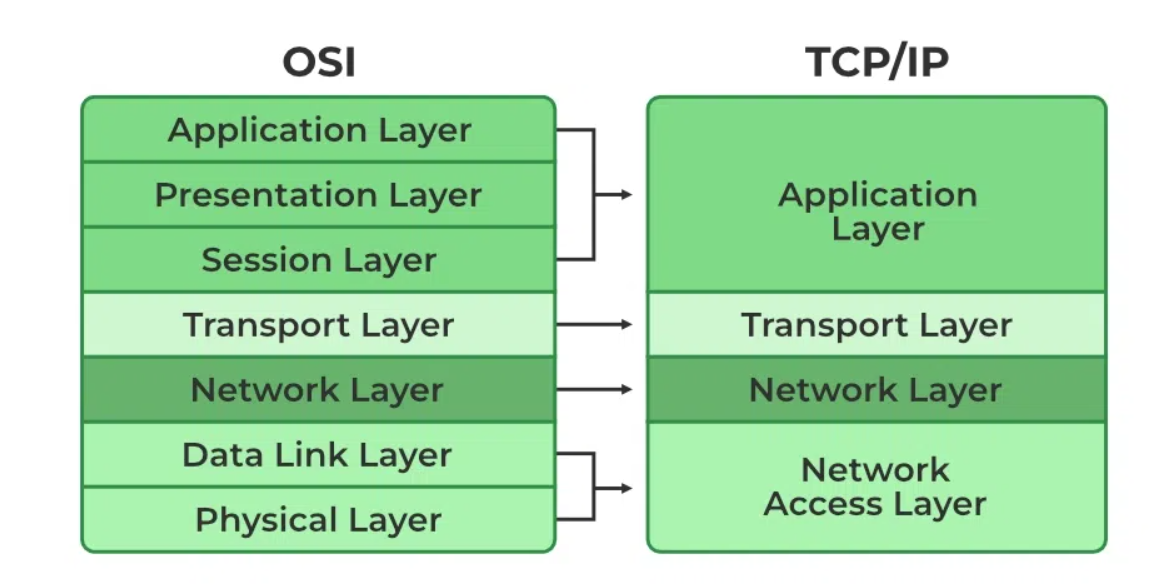 OSI
Application Layer
Presentation Layer
Session Layer
Transport Layer
Network Layer
Data Link Layer
Physical Layer
TCP/IP
Application
Layer
Transport Layer
Network Layer
Network
Access Layer